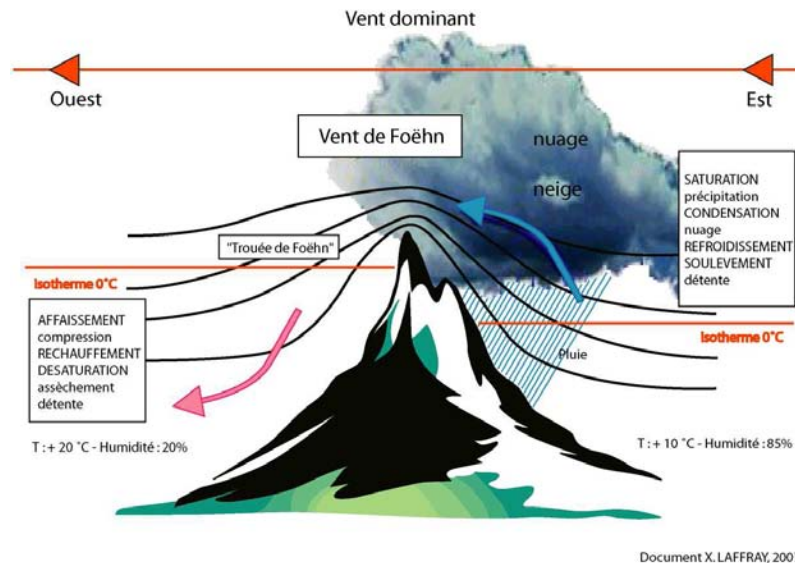 Vent dominant
Ouest
Est
Vent de Foëhn
nuage
neige
SATURATION
précipitation
CONDENSATION
nuage
REFROIDISSEMENT
SOULEVEMENT
détente
"Trouée de Foëhn"
Isotherme 0°C
AFFAISSEMENT
compression
RECHAUFFEMENT
DESATURATION
assèchement
détente
Isotherme 0°C
Pluie
T : + 20 °C - Humidité : 20%
T : + 10 °C - Humidité : 85%
Document X. LAFFRAY, 200